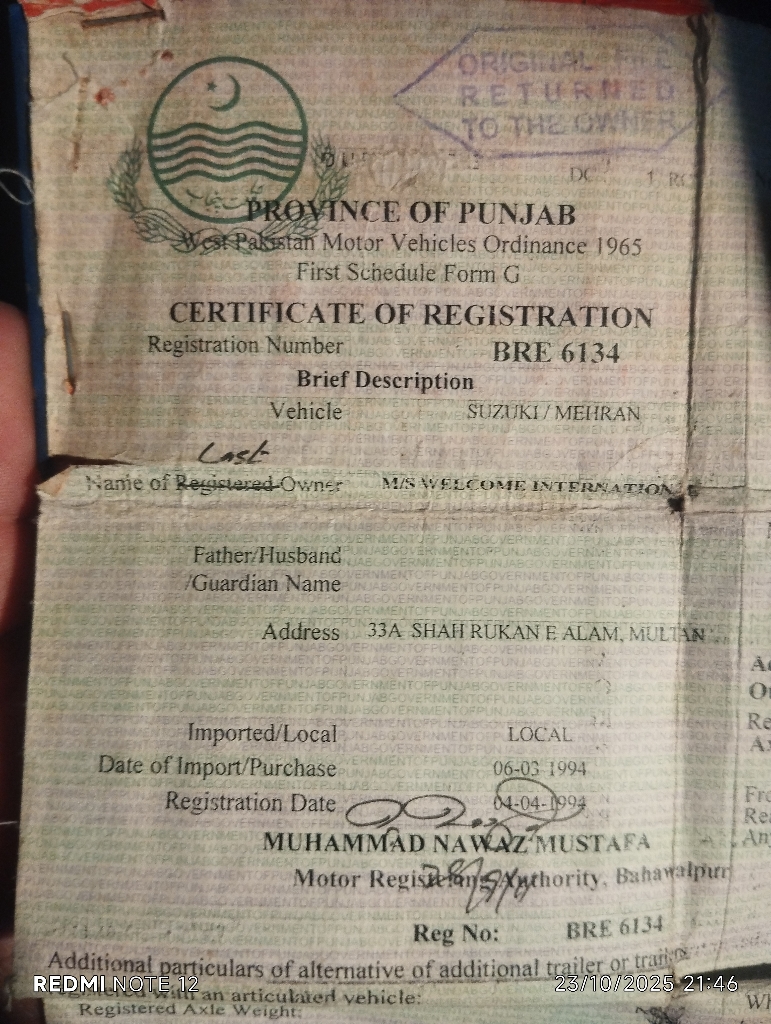 ORIGINAL FILE
RETURNED
TO THE OWNER
PROVINCE OF PUNJAB
West Pakistan Motor Vehicles Ordinance 1965
First Schedule Form G
CERTIFICATE OF REGISTRATION
Registration Number BRE 6134
Brief Description
Vehicle SUZUKI / MEHRAN
Last
Name of Registered Owner M/S WELCOME INTERNATION
Father/Husband
/Guardian Name
Address 33A SHAH RUKAN E ALAM, MULTAN
Imported/Local LOCAL
Date of Import/Purchase 06-03 1994
Registration Date 04-04-1994
MUHAMMAD NAWAZ MUSTAFA
Motor Registering Authority, Bahawalpur
Reg No: BRE 6134
Additional particulars of alternative of additional trailer or trailers
registered with an articulated vehicle:
Registered Axle Weight:
REDMI NOTE 12
23/10/2025 21:46